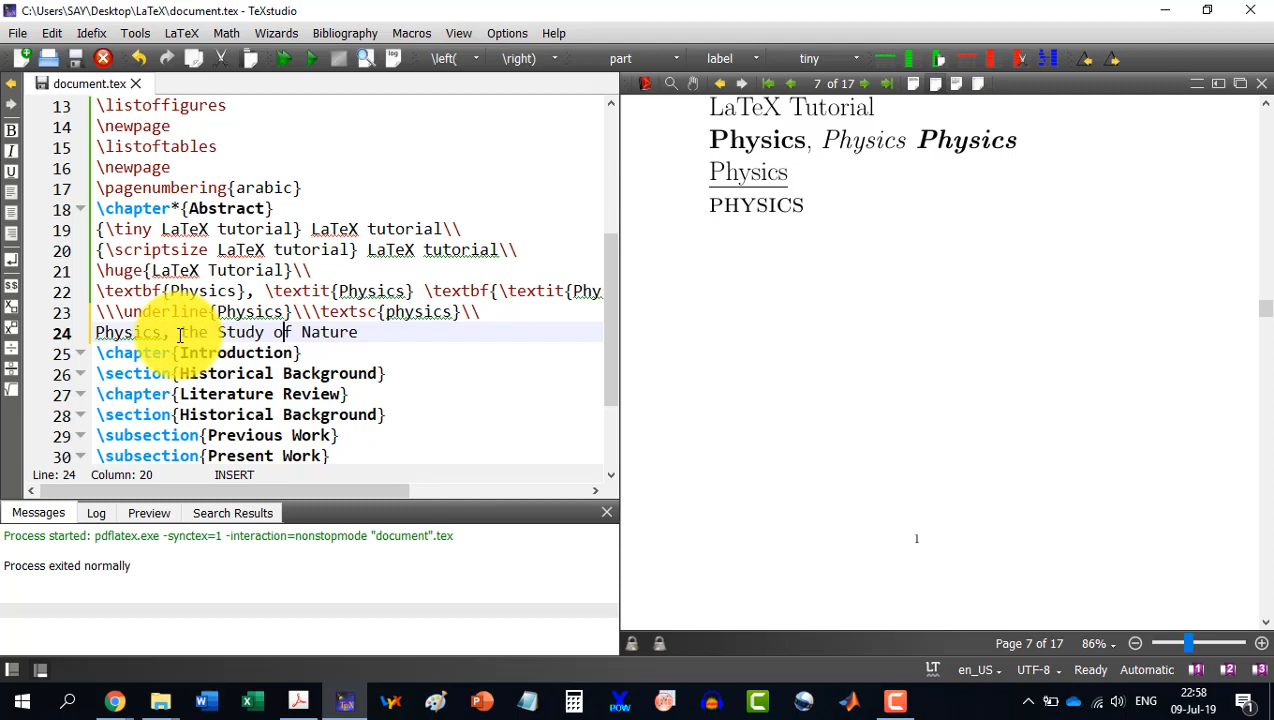 C:\Users\SAY\Desktop\LaTeX\document.tex - TeXstudio
File Edit Idefix Tools LaTeX Math Wizards Bibliography Macros View Options Help
\left( \right) part label tiny
document.tex
7 of 17
13 \listoffigures
14 \newpage
15 \listoftables
16 \newpage
17 \pagenumbering{arabic}
18 \chapter*{Abstract}
19 {\tiny LaTeX tutorial} LaTeX tutorial\\
20 {\scriptsize LaTeX tutorial} LaTeX tutorial\\
21 \huge{LaTeX Tutorial}\\
22 \textbf{Physics}, \textit{Physics} \textbf{\textit{Phy
23 \\\underline{Physics}\\\textsc{physics}\\
24 Physics, the Study of Nature
25 \chapter{Introduction}
26 \section{Historical Background}
27 \chapter{Literature Review}
28 \section{Historical Background}
29 \subsection{Previous Work}
30 \subsection{Present Work}
Line: 24 Column: 20 INSERT
Messages Log Preview Search Results
Process started: pdflatex.exe -synctex=1 -interaction=nonstopmode "document".tex
Process exited normally
LaTeX Tutorial
Physics, Physics Physics
Physics
PHYSICS
1
Page 7 of 17 86%
LT en_US UTF-8 Ready Automatic 1 2 3
ENG 22:58
09-Jul-19